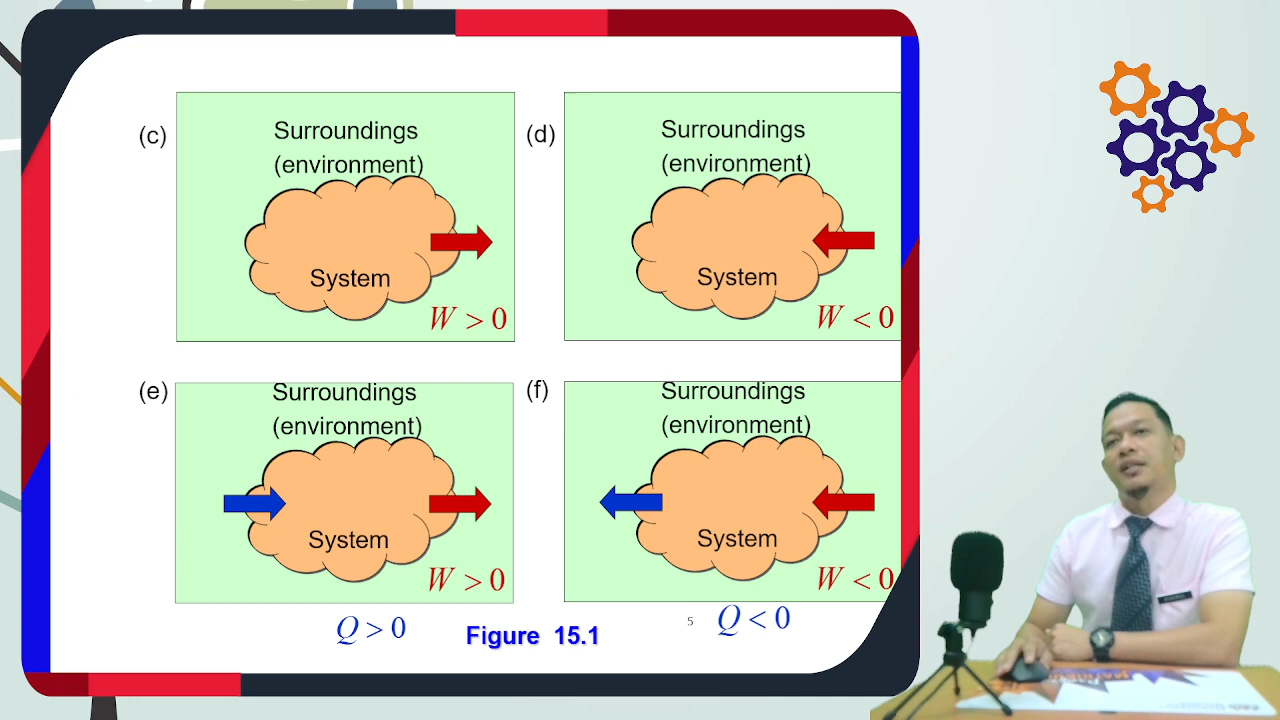 (c)
Surroundings
(environment)
System
W > 0
(d)
Surroundings
(environment)
System
W < 0
(e)
Surroundings
(environment)
System
W > 0
Q > 0
(f)
Surroundings
(environment)
System
W < 0
Q < 0
Figure 15.1
5